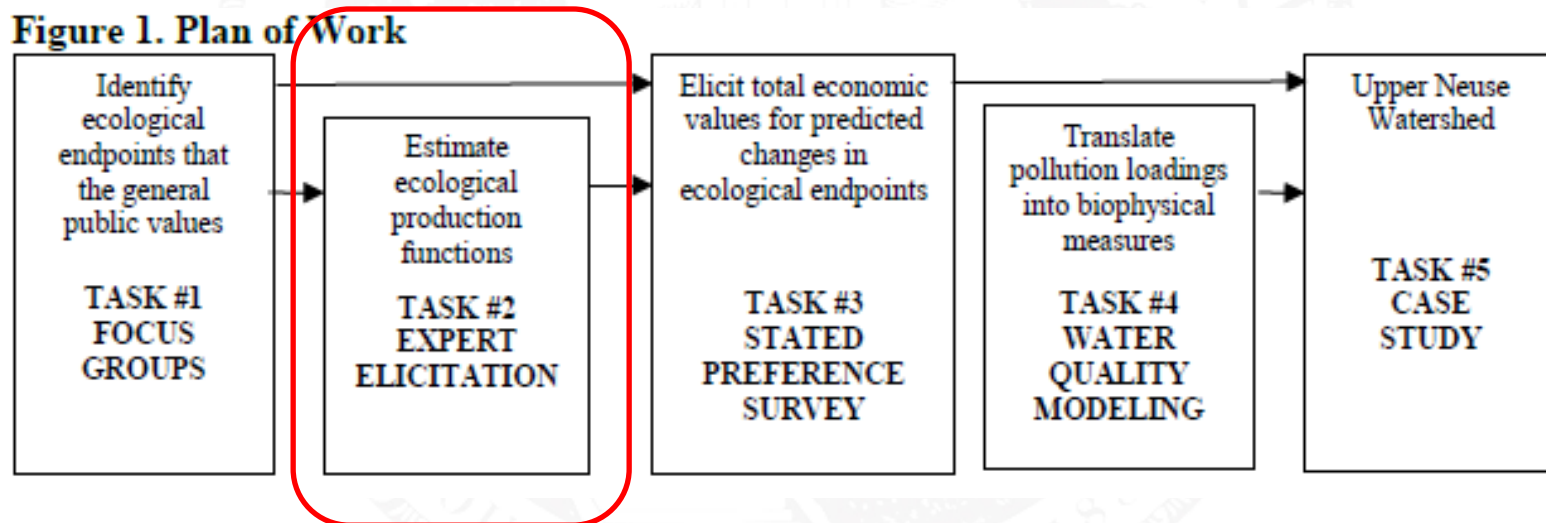 Figure 1. Plan of Work
Identify
ecological
endpoints that
the general
public values
TASK #1
FOCUS
GROUPS
Estimate
ecological
production
functions
TASK #2
EXPERT
ELICITATION
Elicit total economic
values for predicted
changes in
ecological endpoints
TASK #3
STATED
PREFERENCE
SURVEY
Translate
pollution loadings
into biophysical
measures
TASK #4
WATER
QUALITY
MODELING
Upper Neuse
Watershed
TASK #5
CASE
STUDY